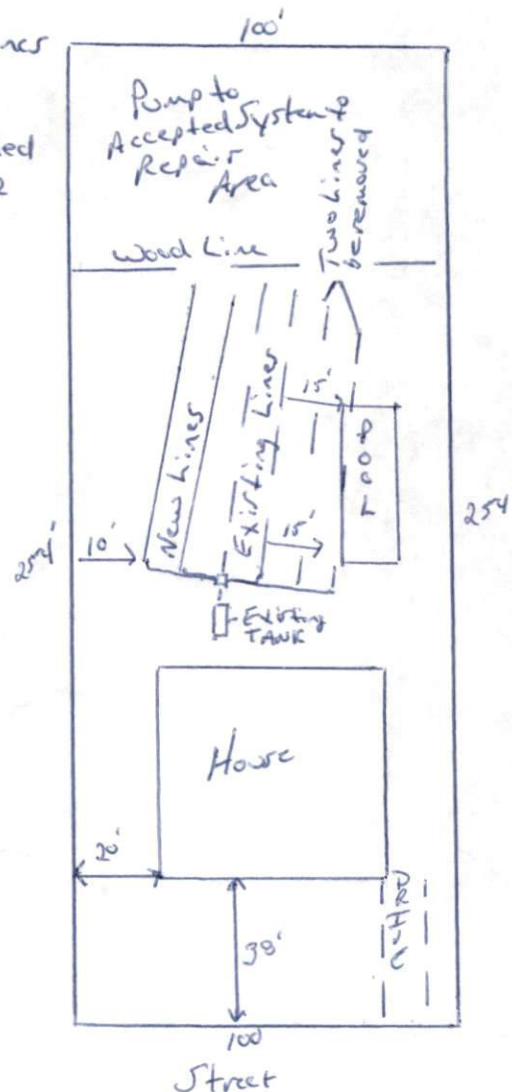 100'
Pump to
Accepted System
Repair
Area
Two Lines to
be removed
Wood Line
New Lines
Existing Lines
15'
15'
Pool
10'
254'
254'
Existing
TANK
House
38'
100
Street